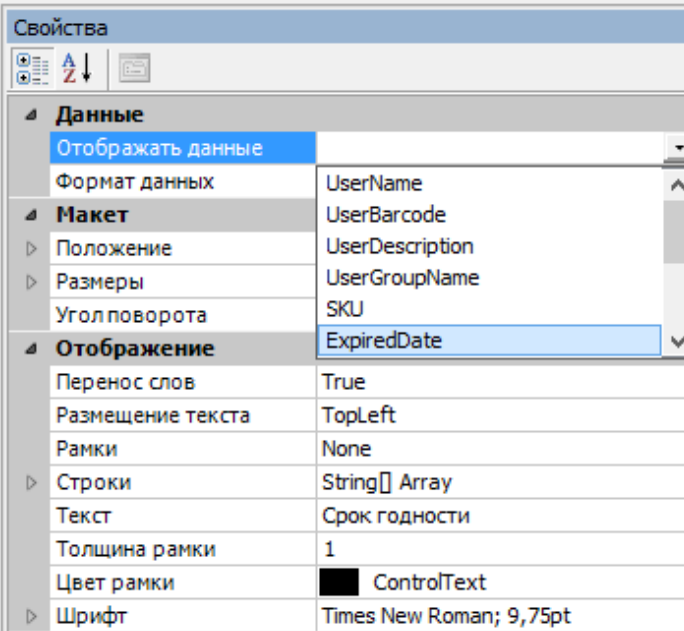 Свойства
Данные
Отображать данные
Формат данных
UserName
UserBarcode
UserDescription
UserGroupName
SKU
ExpiredDate
Макет
Положение
Размеры
Угол поворота
Отображение
Перенос слов True
Размещение текста TopLeft
Рамки None
Строки String[] Array
Текст Срок годности
Толщина рамки 1
Цвет рамки ControlText
Шрифт Times New Roman; 9,75pt